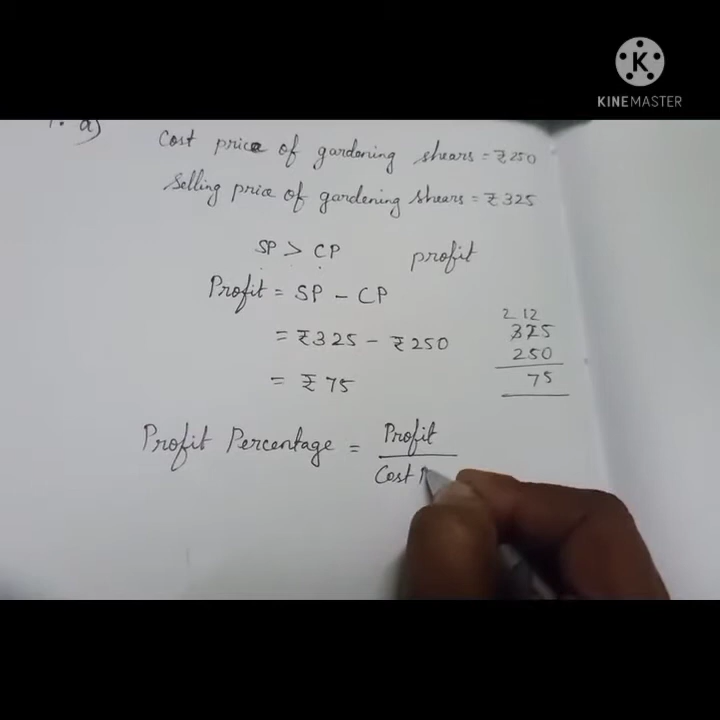 K
KINEMASTER
1. a)
Cost price of gardening shears = ₹250
Selling price of gardening shears = ₹325
SP > CP profit
Profit = SP - CP
= ₹325 - ₹250
= ₹75
2 12
325
250
75
Profit Percentage = Profit
Cost P